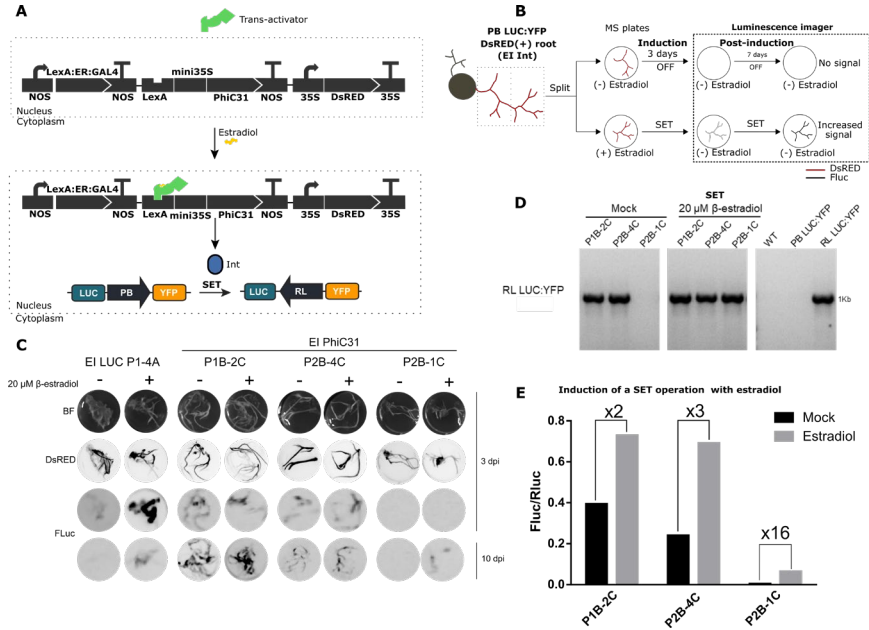 A
Trans-activator
LexA:ER:GAL4
mini35S
NOS
NOS
LexA
PhiC31
NOS
35S
DsRED
35S
Nucleus
Cytoplasm
Estradiol
LexA:ER:GAL4
NOS
NOS
LexA
mini35S
PhiC31
NOS
35S
DsRED
35S
Int
SET
LUC
PB
YFP
LUC
RL
YFP
Nucleus
Cytoplasm
B
PB LUC:YFP
DsRED(+) root
(EI Int)
Split
MS plates
Luminescence imager
Induction
3 days
OFF
Post-induction
7 days
OFF
No signal
(-) Estradiol
(-) Estradiol
(-) Estradiol
SET
SET
Increased
signal
(+) Estradiol
(-) Estradiol
(-) Estradiol
DsRED
Fluc
C
EI PhiC31
EI LUC P1-4A
P1B-2C
P2B-4C
P2B-1C
20 µM β-estradiol
- + - + - + - +
BF
DsRED
3 dpi
FLuc
10 dpi
D
SET
Mock
20 µM β-estradiol
P1B-2C
P2B-4C
P2B-1C
P1B-2C
P2B-4C
P2B-1C
WT
PB LUC:YFP
RL LUC:YFP
RL LUC:YFP
1Kb
E
Induction of a SET operation with estradiol
Fluc/Rluc
0.8
0.6
0.4
0.2
0.0
x2
x3
x16
Mock
Estradiol
P1B-2C
P2B-4C
P2B-1C